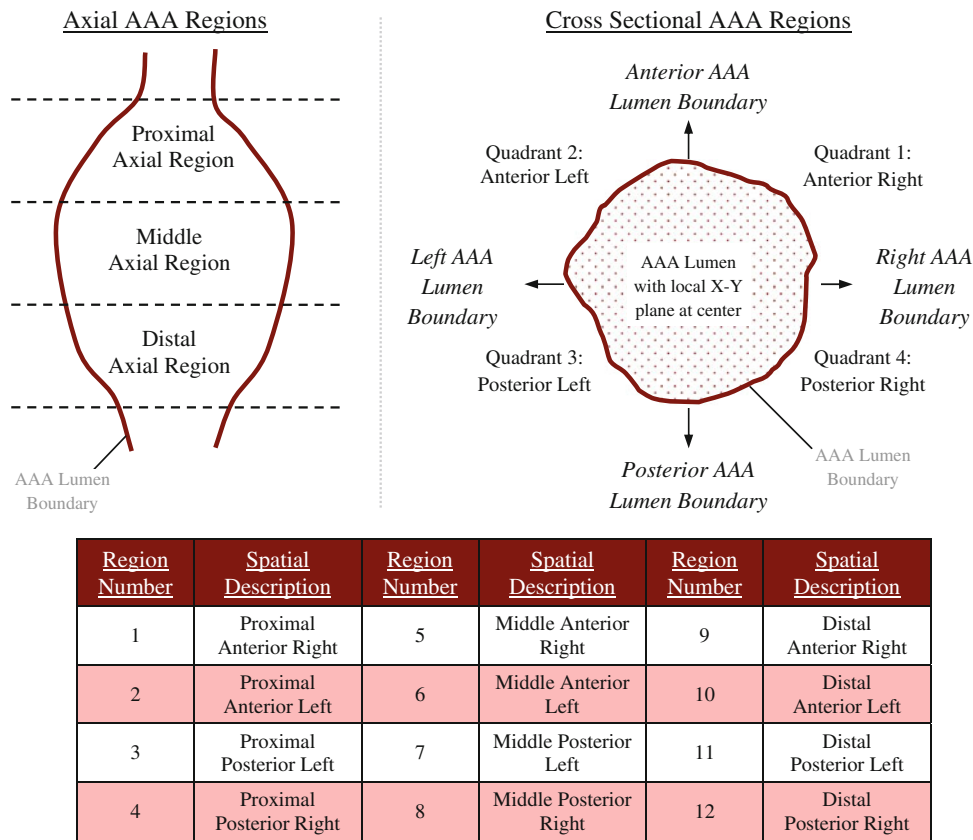 Axial AAA Regions
Proximal
Axial Region
Middle
Axial Region
Distal
Axial Region
AAA Lumen
Boundary
Cross Sectional AAA Regions
Anterior AAA
Lumen Boundary
Quadrant 2:
Anterior Left
Quadrant 1:
Anterior Right
Left AAA
Lumen
Boundary
AAA Lumen
with local X-Y
plane at center
Right AAA
Lumen
Boundary
Quadrant 3:
Posterior Left
Quadrant 4:
Posterior Right
Posterior AAA
Lumen Boundary
AAA Lumen
Boundary
Region Number Spatial Description Region Number Spatial Description Region Number Spatial Description
1 Proximal Anterior Right 5 Middle Anterior Right 9 Distal Anterior Right
2 Proximal Anterior Left 6 Middle Anterior Left 10 Distal Anterior Left
3 Proximal Posterior Left 7 Middle Posterior Left 11 Distal Posterior Left
4 Proximal Posterior Right 8 Middle Posterior Right 12 Distal Posterior Right